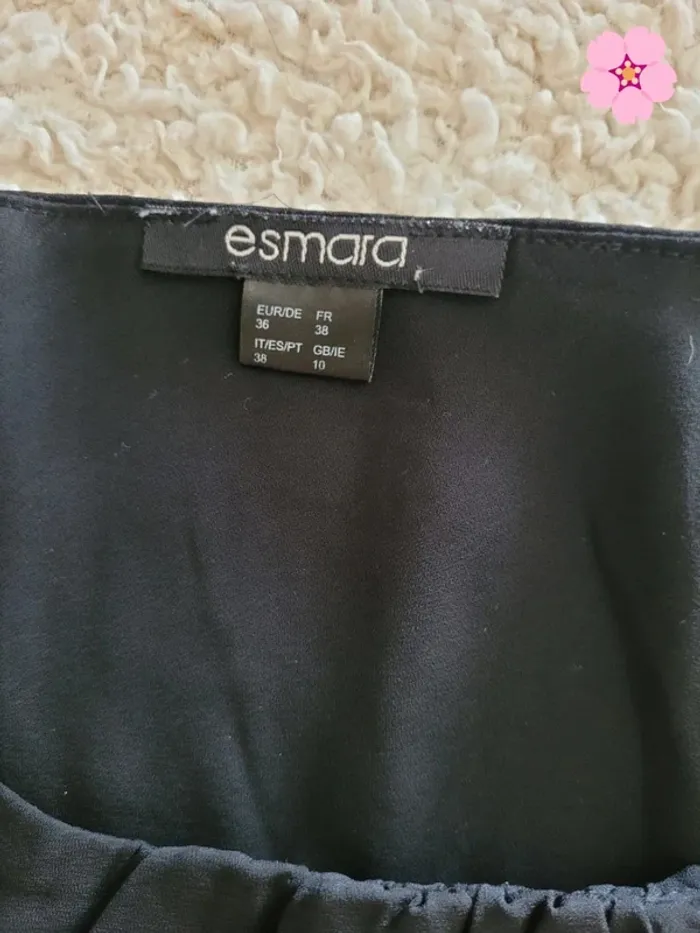 esmara
EUR/DE FR
36 38
IT/ES/PT GB/IE
38 10